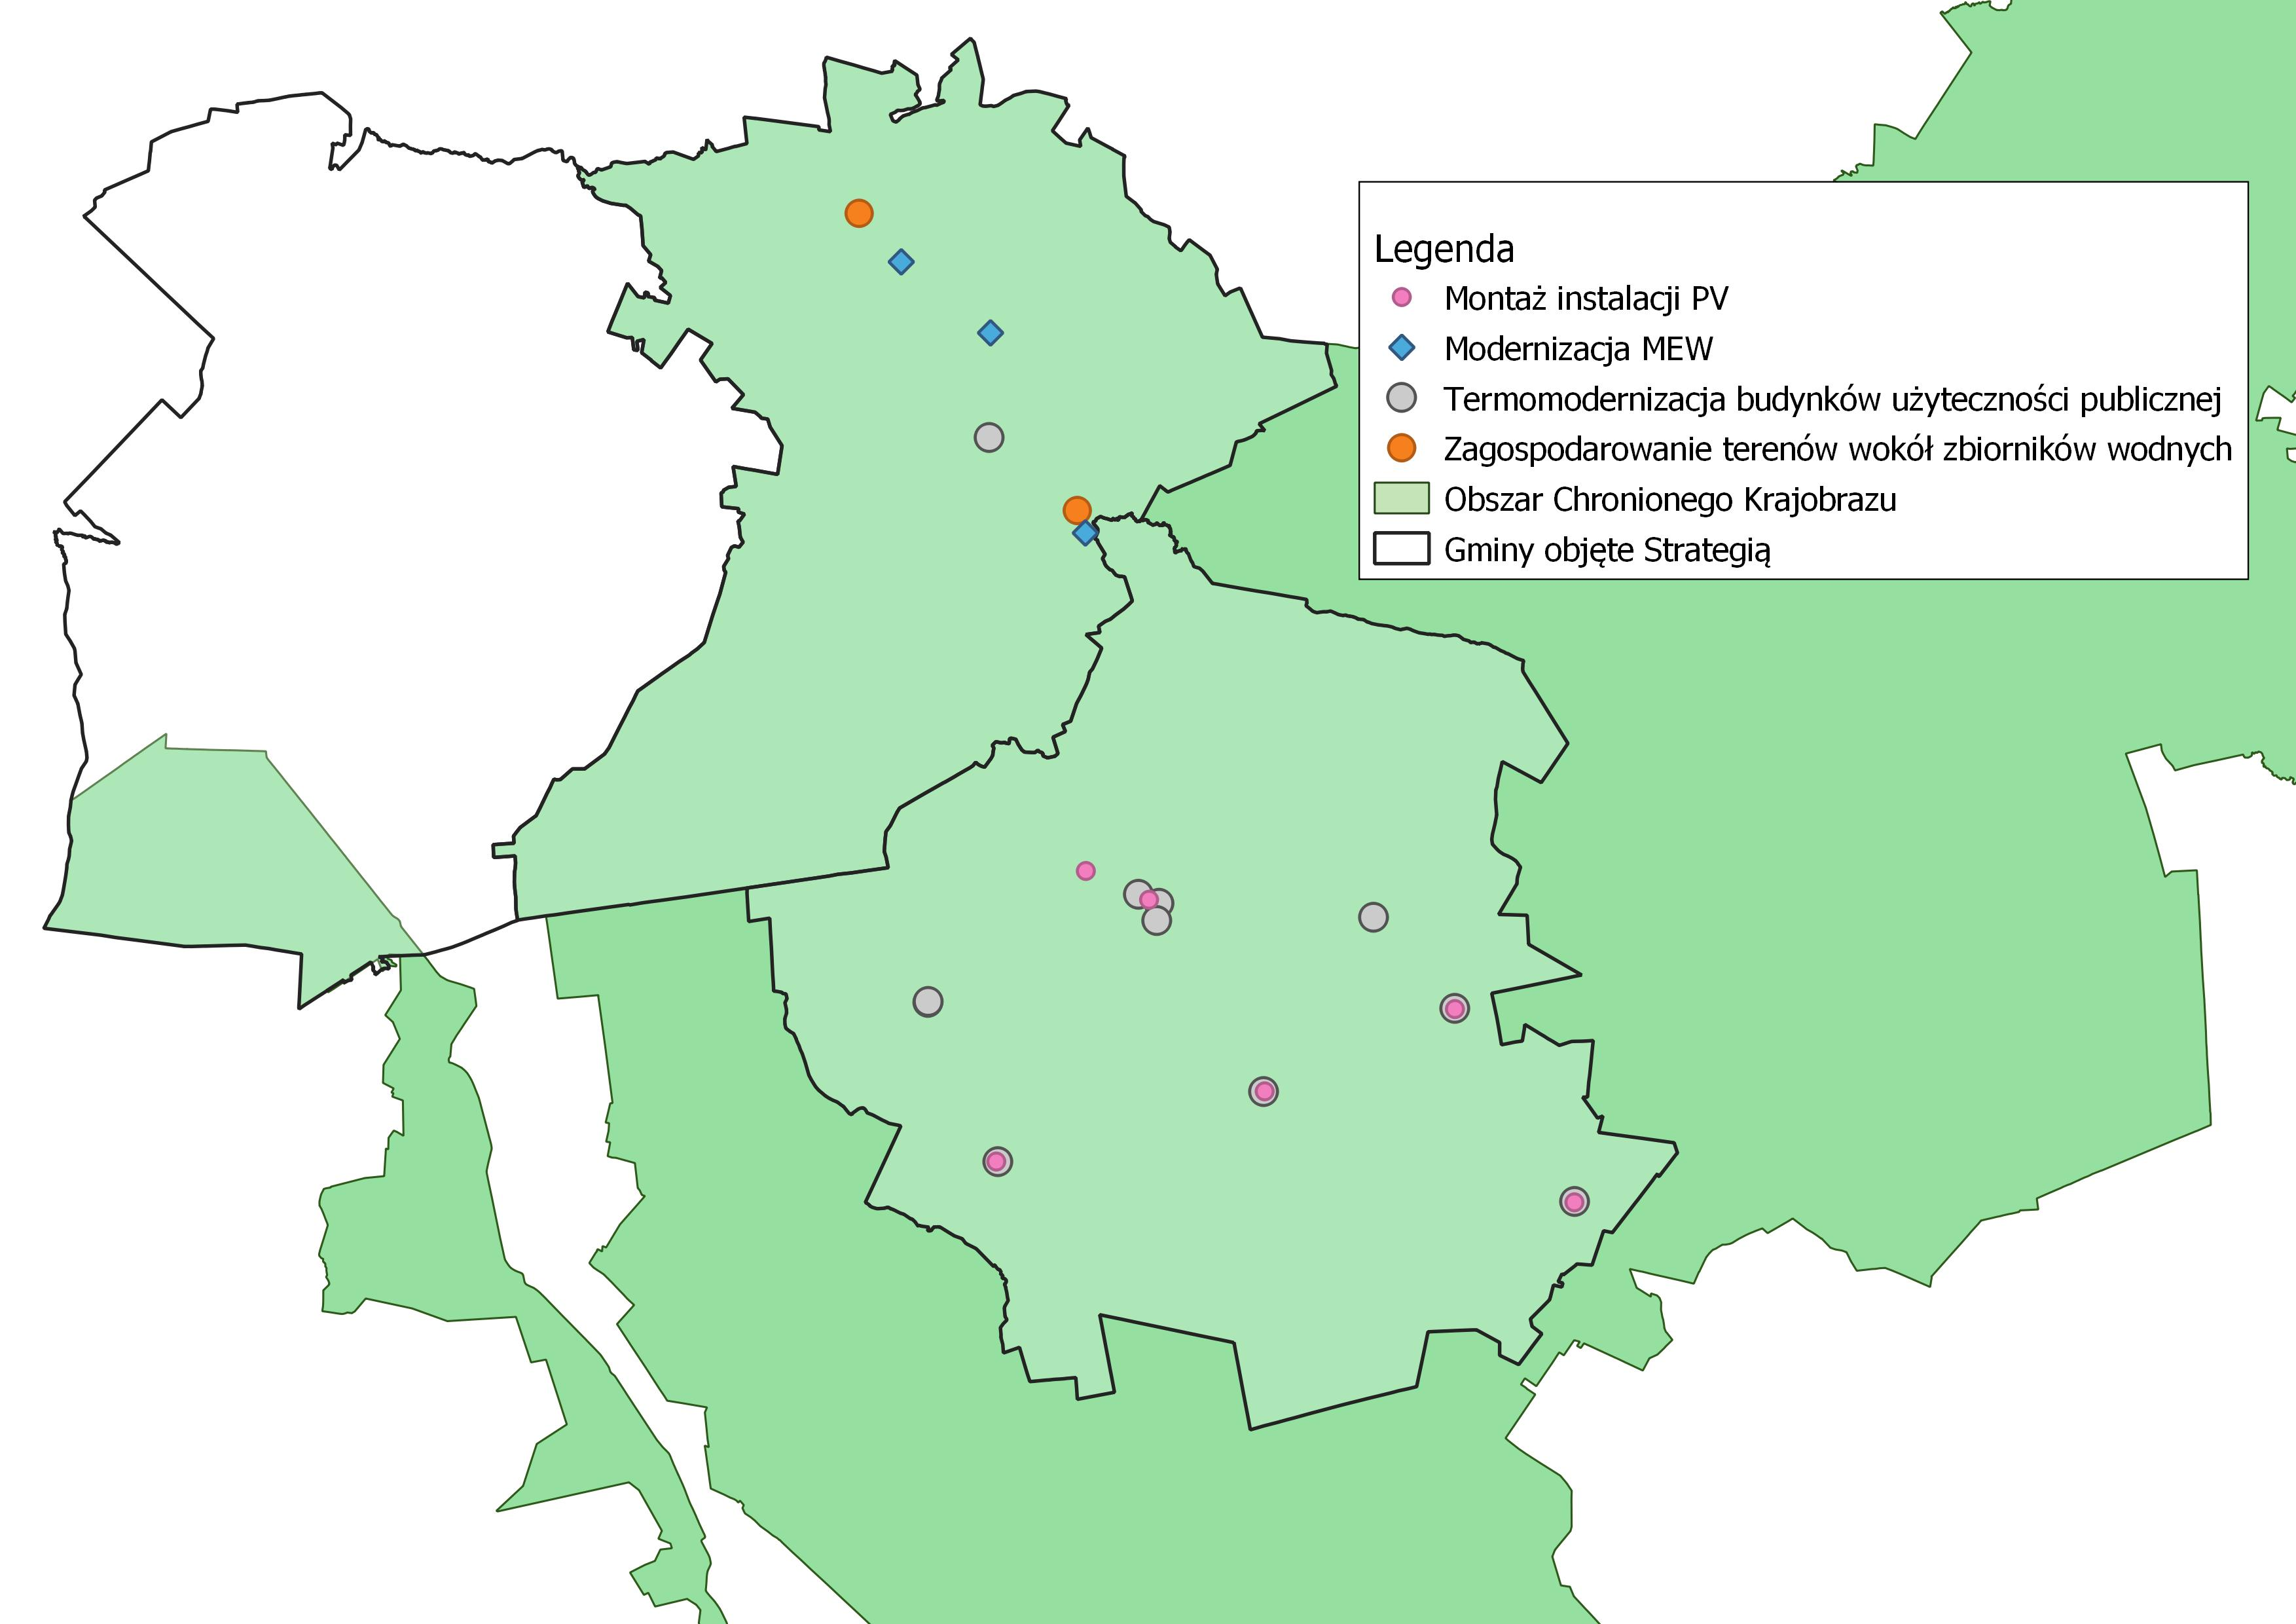 Legenda
Montaż instalacji PV
Modernizacja MEW
Termomodernizacja budynków użyteczności publicznej
Zagospodarowanie terenów wokół zbiorników wodnych
Obszar Chronionego Krajobrazu
Gminy objęte Strategią